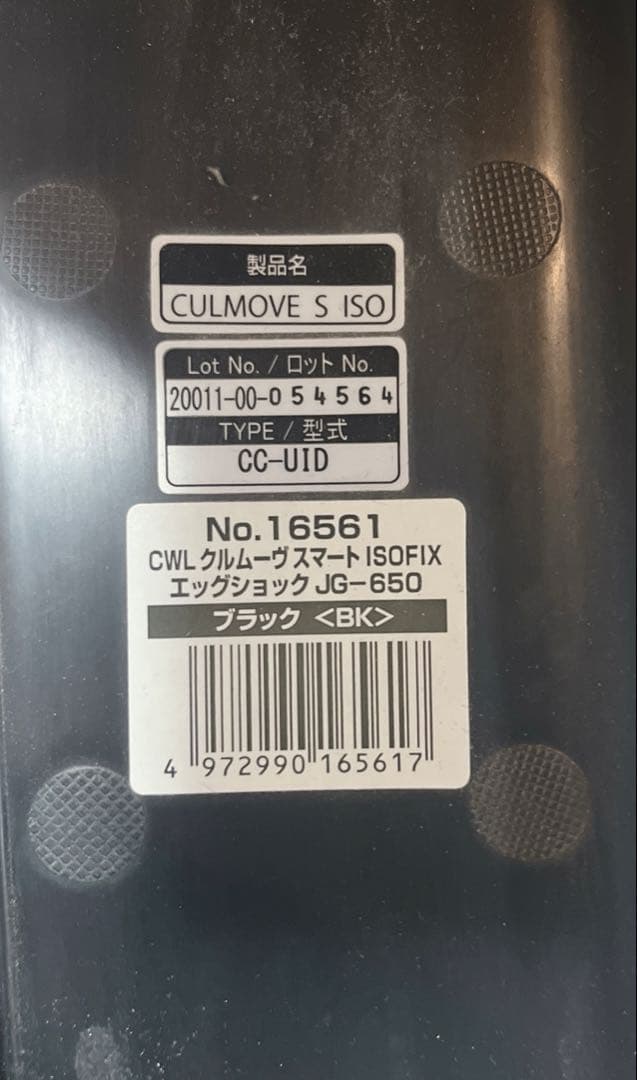 製品名
CULMOVE S ISO
Lot No. / ロット No.
20011-00-054564
TYPE / 型式
CC-UID
No.16561
CWL クルムーヴ スマート ISOFIX
エッグショック JG-650
ブラック <BK>
4 972990 165617